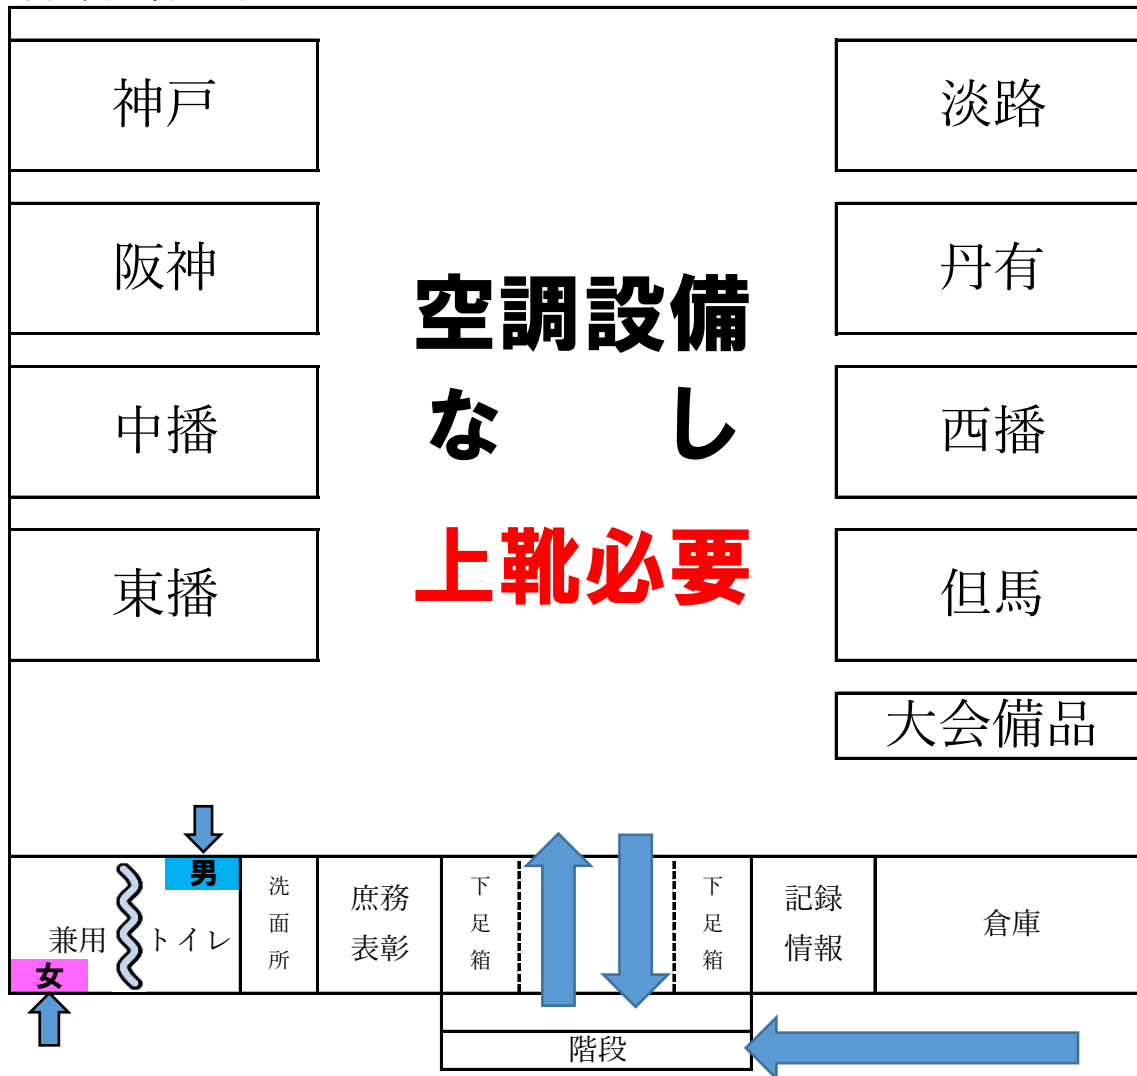 神戸
淡路
阪神
丹有
空調設備
な し
中播
西播
上靴必要
東播
但馬
大会備品
男
兼用
トイレ
女
洗面所
庶務
表彰
下足箱
下足箱
記録
情報
倉庫
階段